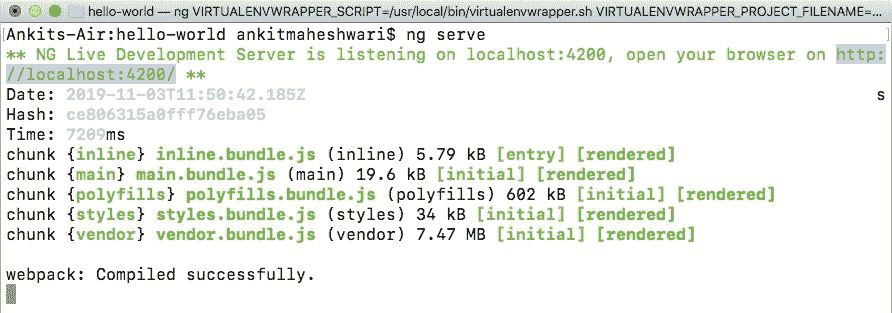 hello-world — ng VIRTUALENVWRAPPER_SCRIPT=/usr/local/bin/virtualenvwrapper.sh VIRTUALENVWRAPPER_PROJECT_FILENAME=...
[Ankits-Air:hello-world ankitmaheshwari$ ng serve ]
** NG Live Development Server is listening on localhost:4200, open your browser on http:
//localhost:4200/ **
Date: 2019-11-03T11:50:42.185Z s
Hash: ce806315a0fff76eba05
Time: 7209ms
chunk {inline} inline.bundle.js (inline) 5.79 kB [entry] [rendered]
chunk {main} main.bundle.js (main) 19.6 kB [initial] [rendered]
chunk {polyfills} polyfills.bundle.js (polyfills) 602 kB [initial] [rendered]
chunk {styles} styles.bundle.js (styles) 34 kB [initial] [rendered]
chunk {vendor} vendor.bundle.js (vendor) 7.47 MB [initial] [rendered]
webpack: Compiled successfully.